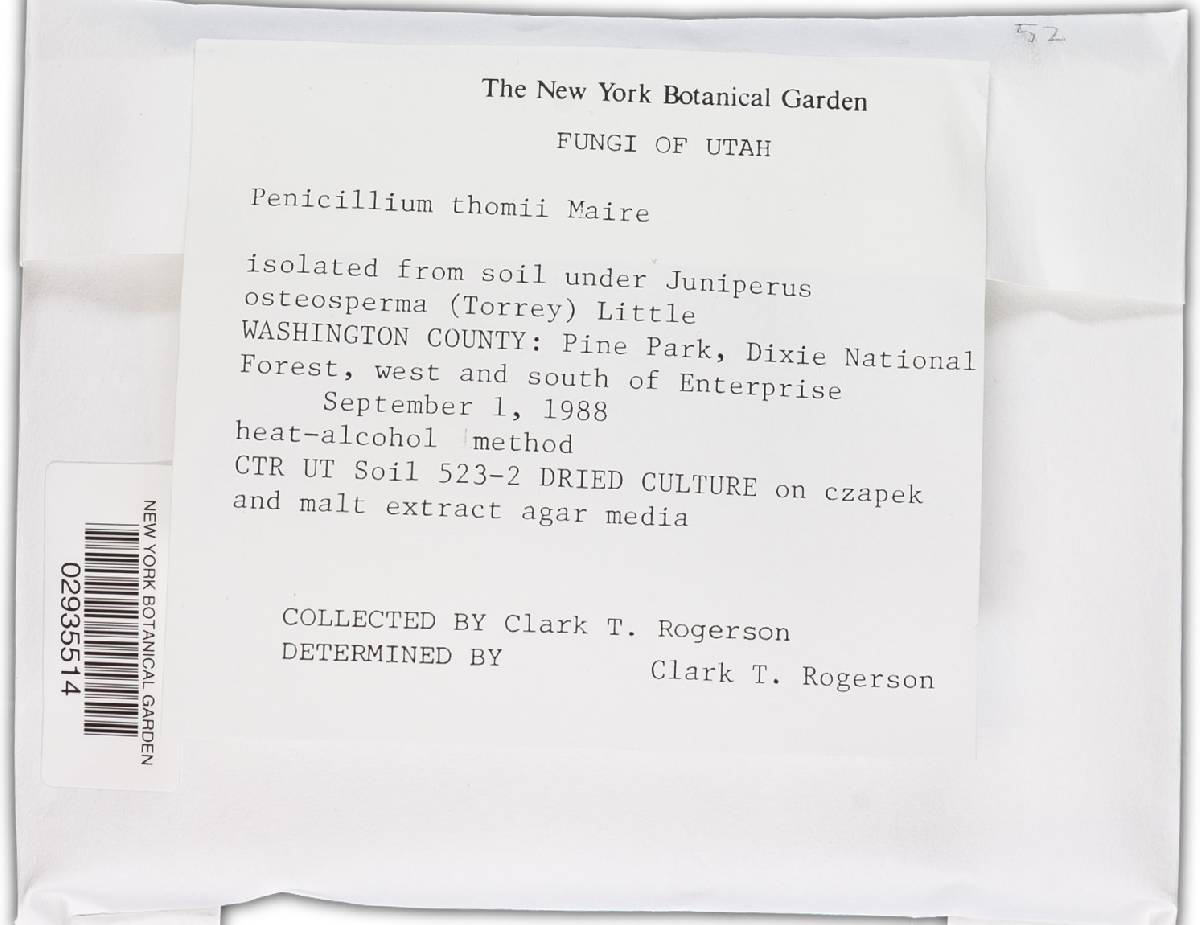 52
The New York Botanical Garden
FUNGI OF UTAH
Penicillium thomii Maire
isolated from soil under Juniperus
osteosperma (Torrey) Little
WASHINGTON COUNTY: Pine Park, Dixie National
Forest, west and south of Enterprise
September 1, 1988
heat-alcohol method
CTR UT Soil 523-2 DRIED CULTURE on czapek
and malt extract agar media
COLLECTED BY Clark T. Rogerson
DETERMINED BY Clark T. Rogerson
NEW YORK BOTANICAL GARDEN
02935514